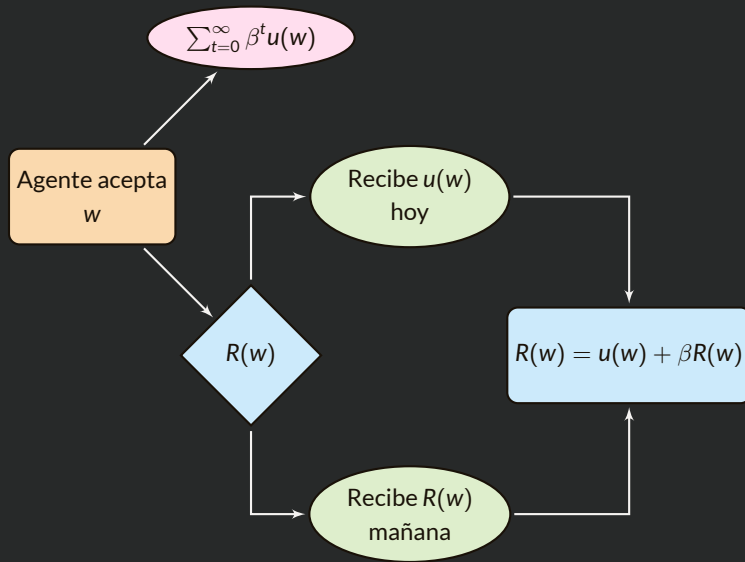 ∑_{t=0}^{∞} β^t u(w)
Agente acepta
w
Recibe u(w)
hoy
R(w)
R(w) = u(w) + βR(w)
Recibe R(w)
mañana